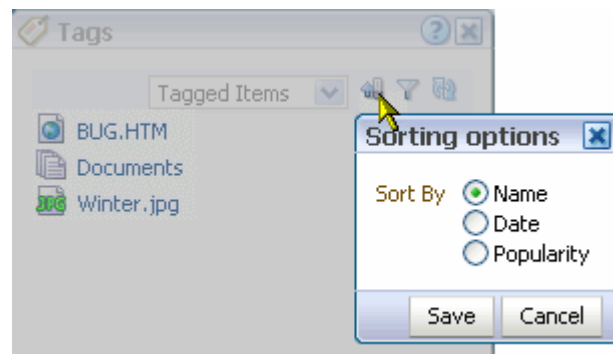 Tags
Tagged Items
BUG.HTM
Documents
Winter.jpg
Sorting options
Sort By Name
Date
Popularity
Save Cancel